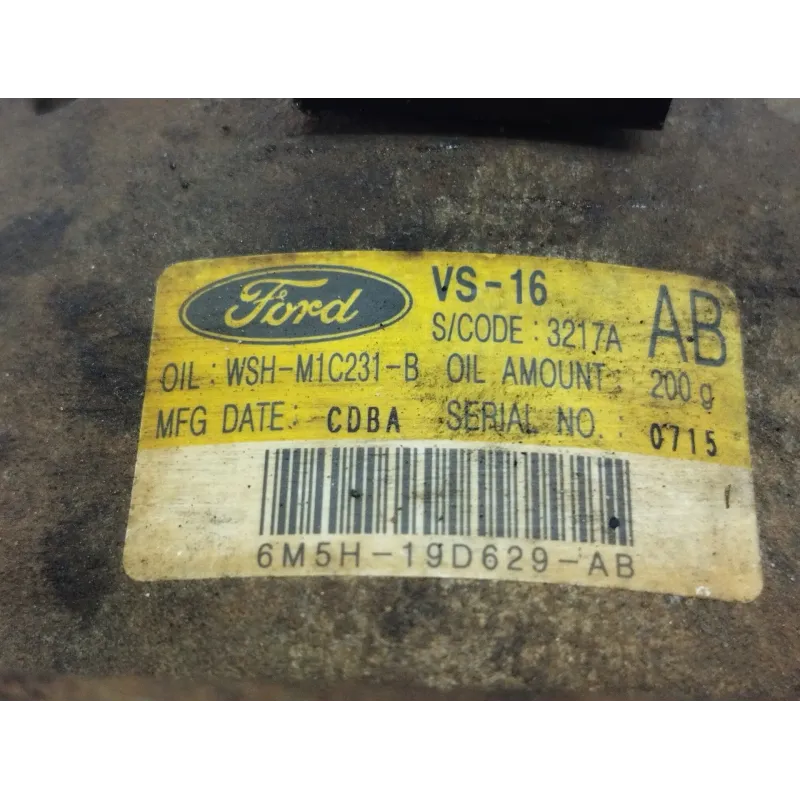 Ford VS-16 AB
S/CODE : 3217A
OIL : WSH-M1C231-B OIL AMOUNT : 200 g
MFG DATE : CDBA SERIAL NO. : 0715
6M5H-19D629-AB